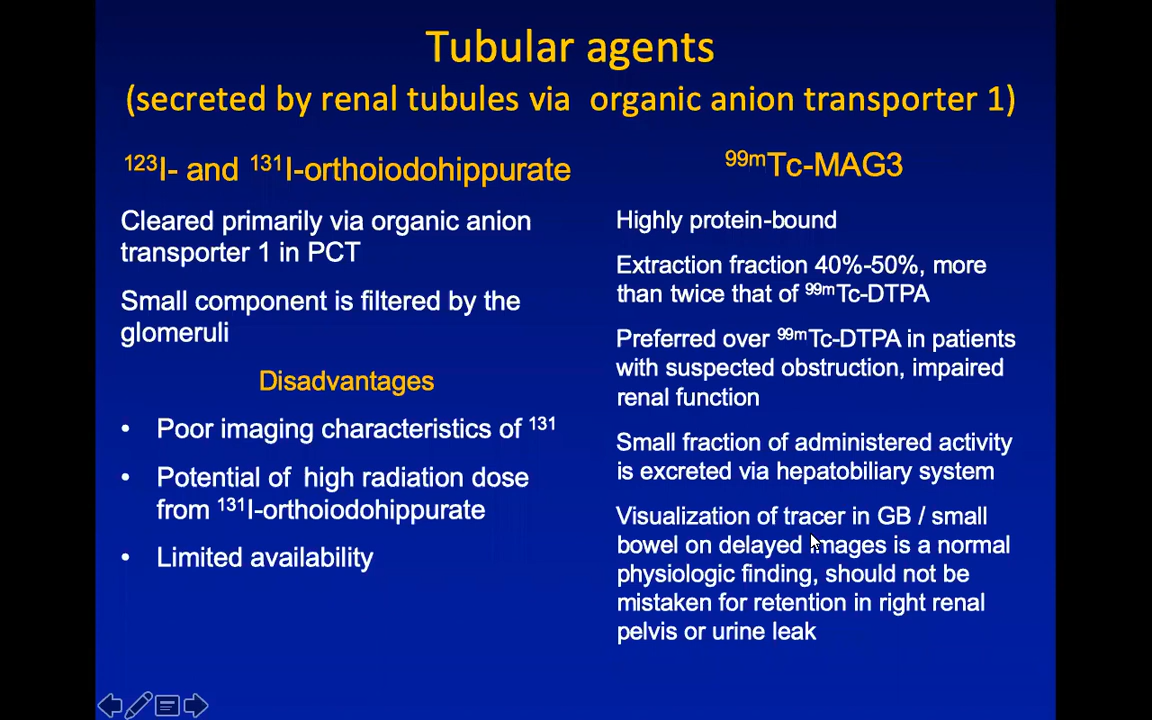 Tubular agents
(secreted by renal tubules via organic anion transporter 1)
¹²³I- and ¹³¹I-orthoiodohippurate
Cleared primarily via organic anion
transporter 1 in PCT
Small component is filtered by the
glomeruli
Disadvantages
• Poor imaging characteristics of ¹³¹
• Potential of high radiation dose
from ¹³¹I-orthoiodohippurate
• Limited availability
⁹⁹ᵐTc-MAG3
Highly protein-bound
Extraction fraction 40%-50%, more
than twice that of ⁹⁹ᵐTc-DTPA
Preferred over ⁹⁹ᵐTc-DTPA in patients
with suspected obstruction, impaired
renal function
Small fraction of administered activity
is excreted via hepatobiliary system
Visualization of tracer in GB / small
bowel on delayed images is a normal
physiologic finding, should not be
mistaken for retention in right renal
pelvis or urine leak